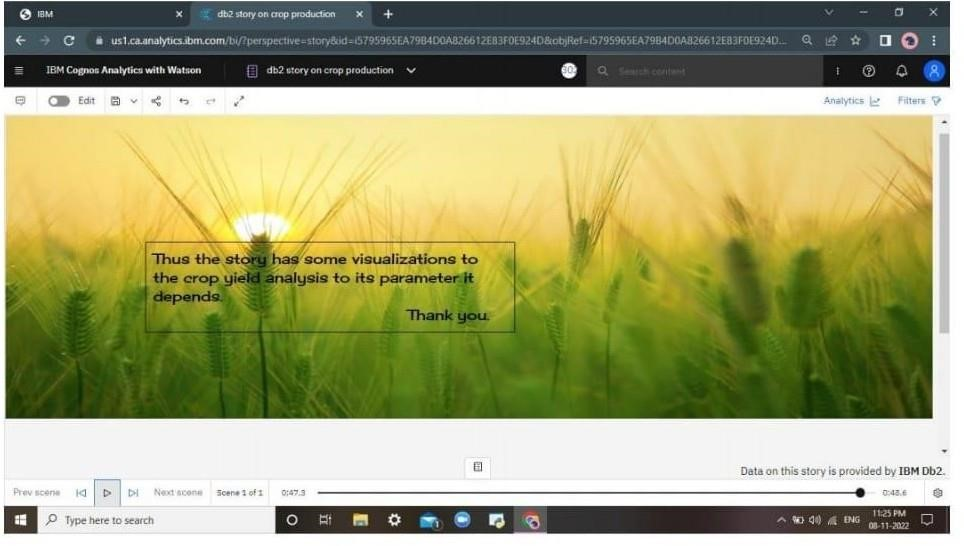 IBM
db2 story on crop production
us1.ca.analytics.ibm.com/bi/?perspective=story&id=i5795965EA79B4D0A826612E83F0E924D&objRef=i5795965EA79B4D0A826612E83F0E924D...
IBM Cognos Analytics with Watson
db2 story on crop production
Search content
Edit
Analytics
Filters
Thus the story has some visualizations to
the crop yield analysis to its parameter it
depends.
Thank you.
Data on this story is provided by IBM Db2.
Prev scene
Next scene
Scene 1 of 1
0:47.3
0:48.6
Type here to search
ENG
11:25 PM
08-11-2022